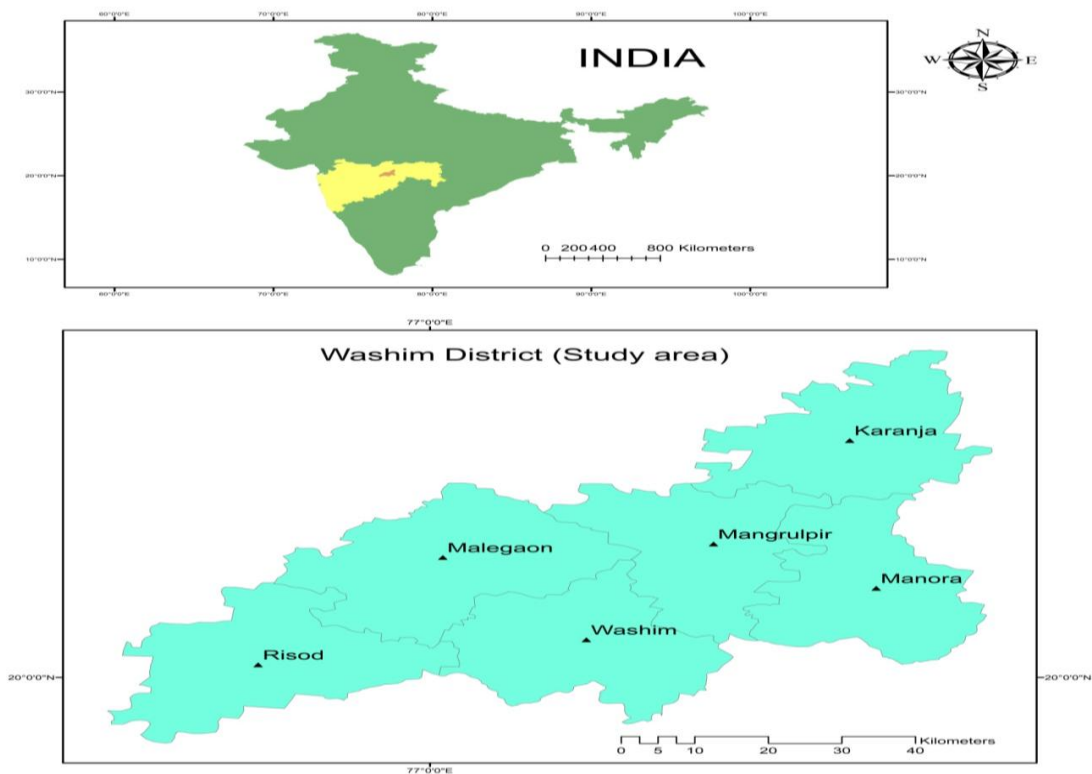 60°0'0"E 70°0'0"E 80°0'0"E 90°0'0"E 100°0'0"E
INDIA
N
W E
S
30°0'0"N 30°0'0"N
20°0'0"N 20°0'0"N
0 200 400 800 Kilometers
10°0'0"N 10°0'0"N
60°0'0"E 70°0'0"E 80°0'0"E 90°0'0"E 100°0'0"E
77°0'0"E
Washim District (Study area)
Karanja
Mangrulpir
Malegaon
Manora
Washim
Risod
20°0'0"N 20°0'0"N
Kilometers
0 5 10 20 30 40
77°0'0"E